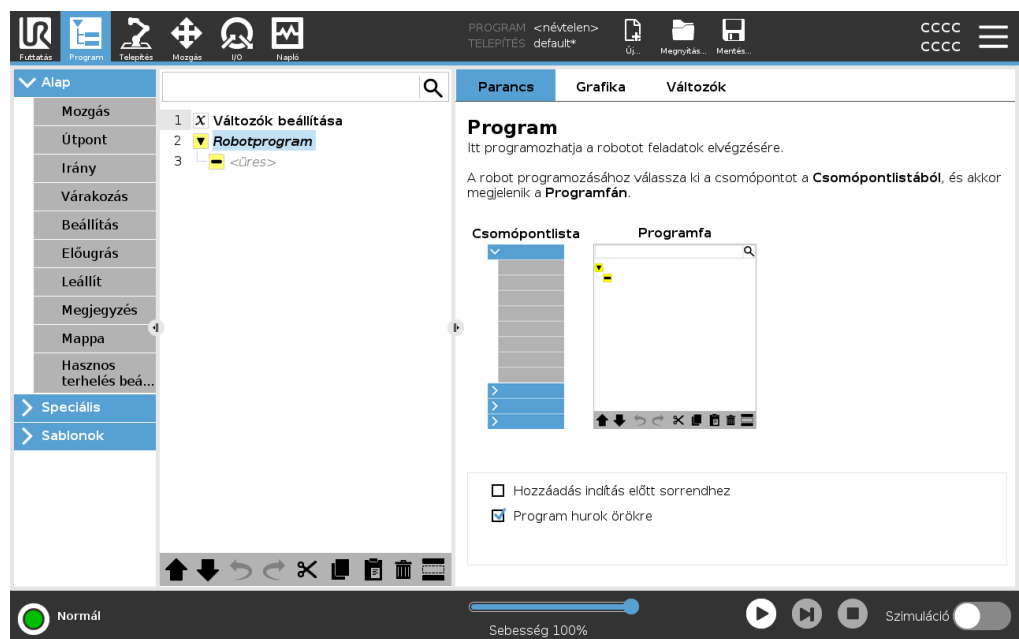 PROGRAM <névtelen>
TELEPÍTÉS default*
Új...
Megnyitás...
Mentés...
CCCC
CCCC
Futtatás
Program
Telepítés
Mozgás
I/O
Napló
Alap
Mozgás
Útpont
Irány
Várakozás
Beállítás
Előugrás
Leállít
Megjegyzés
Mappa
Hasznos
terhelés beá...
Speciális
Sablonok
1 X Változók beállítása
2 Robotprogram
3 <üres>
Parancs
Grafika
Változók
Program
Itt programozhatja a robotot feladatok elvégzésére.
A robot programozásához válassza ki a csomópontot a Csomópontlistából, és akkor
megjelenik a Programfán.
Csomópontlista
Programfa
Hozzáadás indítás előtt sorrendhez
Program hurok örökre
Normál
Sebesség 100%
Szimuláció